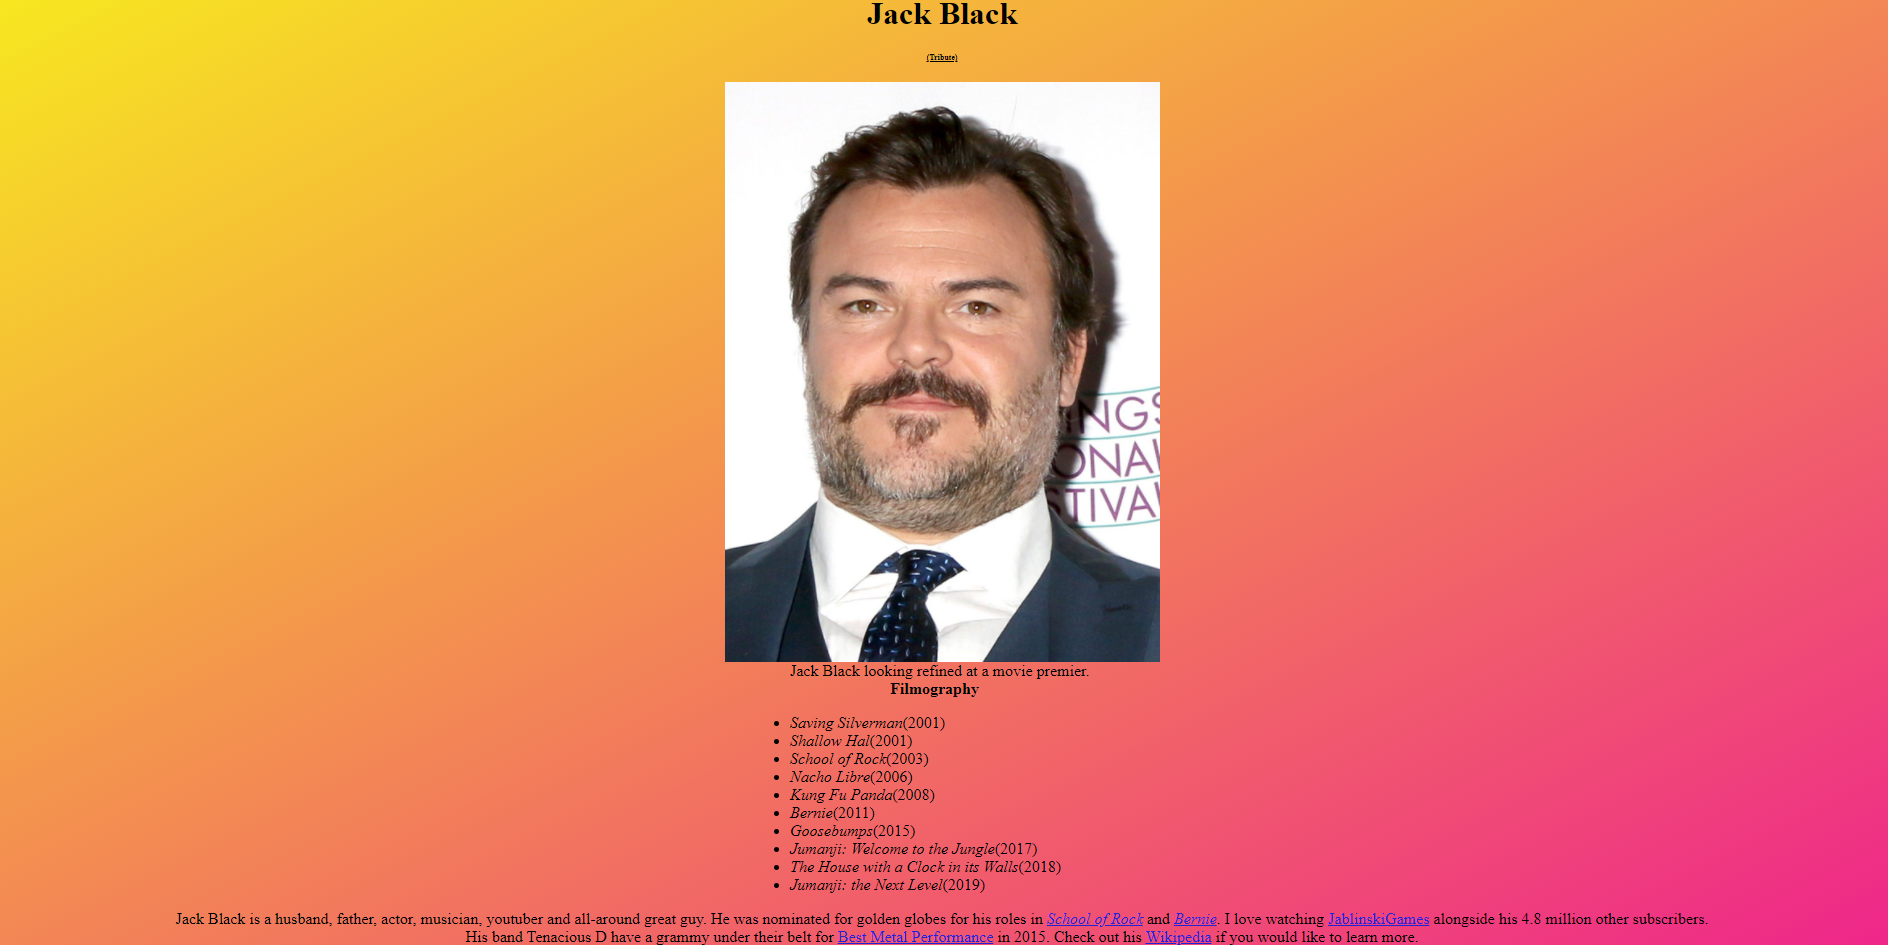 Jack Black
(Tribute)
INGS
ONAL
STIVAL
Jack Black looking refined at a movie premier.
Filmography
Saving Silverman(2001)
Shallow Hal(2001)
School of Rock(2003)
Nacho Libre(2006)
Kung Fu Panda(2008)
Bernie(2011)
Goosebumps(2015)
Jumanji: Welcome to the Jungle(2017)
The House with a Clock in its Walls(2018)
Jumanji: the Next Level(2019)
Jack Black is a husband, father, actor, musician, youtuber and all-around great guy. He was nominated for golden globes for his roles in School of Rock and Bernie. I love watching JablinskiGames alongside his 4.8 million other subscribers.
His band Tenacious D have a grammy under their belt for Best Metal Performance in 2015. Check out his Wikipedia if you would like to learn more.